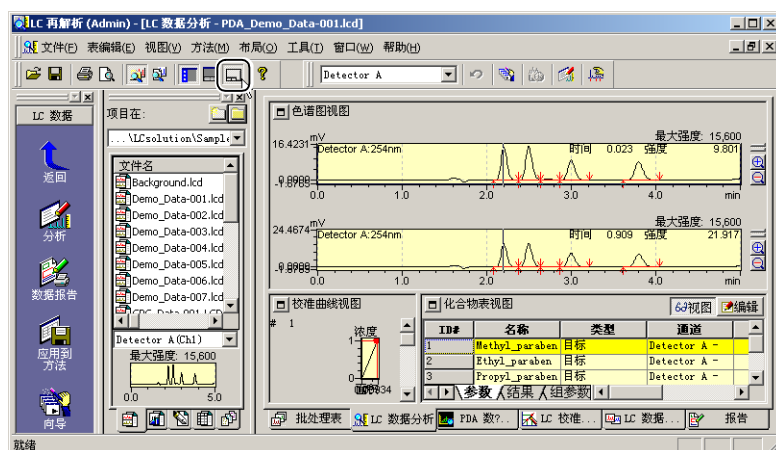 LC 再解析 (Admin) - [LC 数据分析 - PDA_Demo_Data-001.lcd]
文件(F) 表编辑(E) 视图(V) 方法(M) 布局(O) 工具(T) 窗口(W) 帮助(H)
Detector A
LC 数据
返回
分析
数据报告
应用到
方法
向导
项目在:
...\LCsolution\Sample
文件名
Background.lcd
Demo_Data-001.lcd
Demo_Data-002.lcd
Demo_Data-003.lcd
Demo_Data-004.lcd
Demo_Data-005.lcd
Demo_Data-006.lcd
Demo_Data-007.lcd
Detector A(Ch1)
最大强度: 15,600
0.0 5.0
色谱图视图
mV 最大强度: 15,600
16.4231 Detector A:254nm 时间 0.023 强度 9.801
0.0 1.0 2.0 3.0 4.0 min
mV 最大强度: 15,600
24.4674 Detector A:254nm 时间 0.909 强度 21.917
0.0 1.0 2.0 3.0 4.0 min
校准曲线视图
# 1
浓度
1
0
化合物表视图 视图 编辑
ID# 名称 类型 通道
1 Methyl_paraben 目标 Detector A -
2 Ethyl_paraben 目标 Detector A -
3 Propyl_paraben 目标 Detector A -
参数 结果 组参数
批处理表 LC 数据分析 PDA 数?.. LC 校准... LC 数据... 报告
就绪